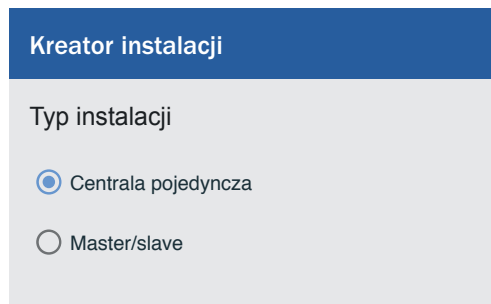 Kreator instalacji
Typ instalacji
Centrala pojedyncza
Master/slave